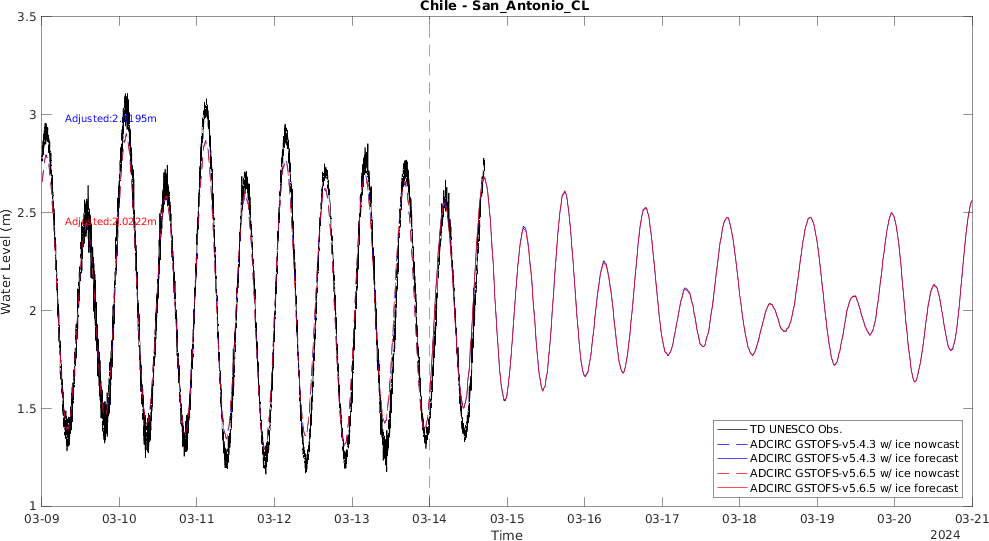 Chile - San_Antonio_CL
3.5
3
2.5
2
1.5
1
Water Level (m)
Adjusted:2.0195m
Adjusted:2.0222m
TD UNESCO Obs.
ADCIRC GSTOFS-v5.4.3 w/ ice nowcast
ADCIRC GSTOFS-v5.4.3 w/ ice forecast
ADCIRC GSTOFS-v5.6.5 w/ ice nowcast
ADCIRC GSTOFS-v5.6.5 w/ ice forecast
03-09 03-10 03-11 03-12 03-13 03-14 03-15 03-16 03-17 03-18 03-19 03-20 03-21
Time
2024